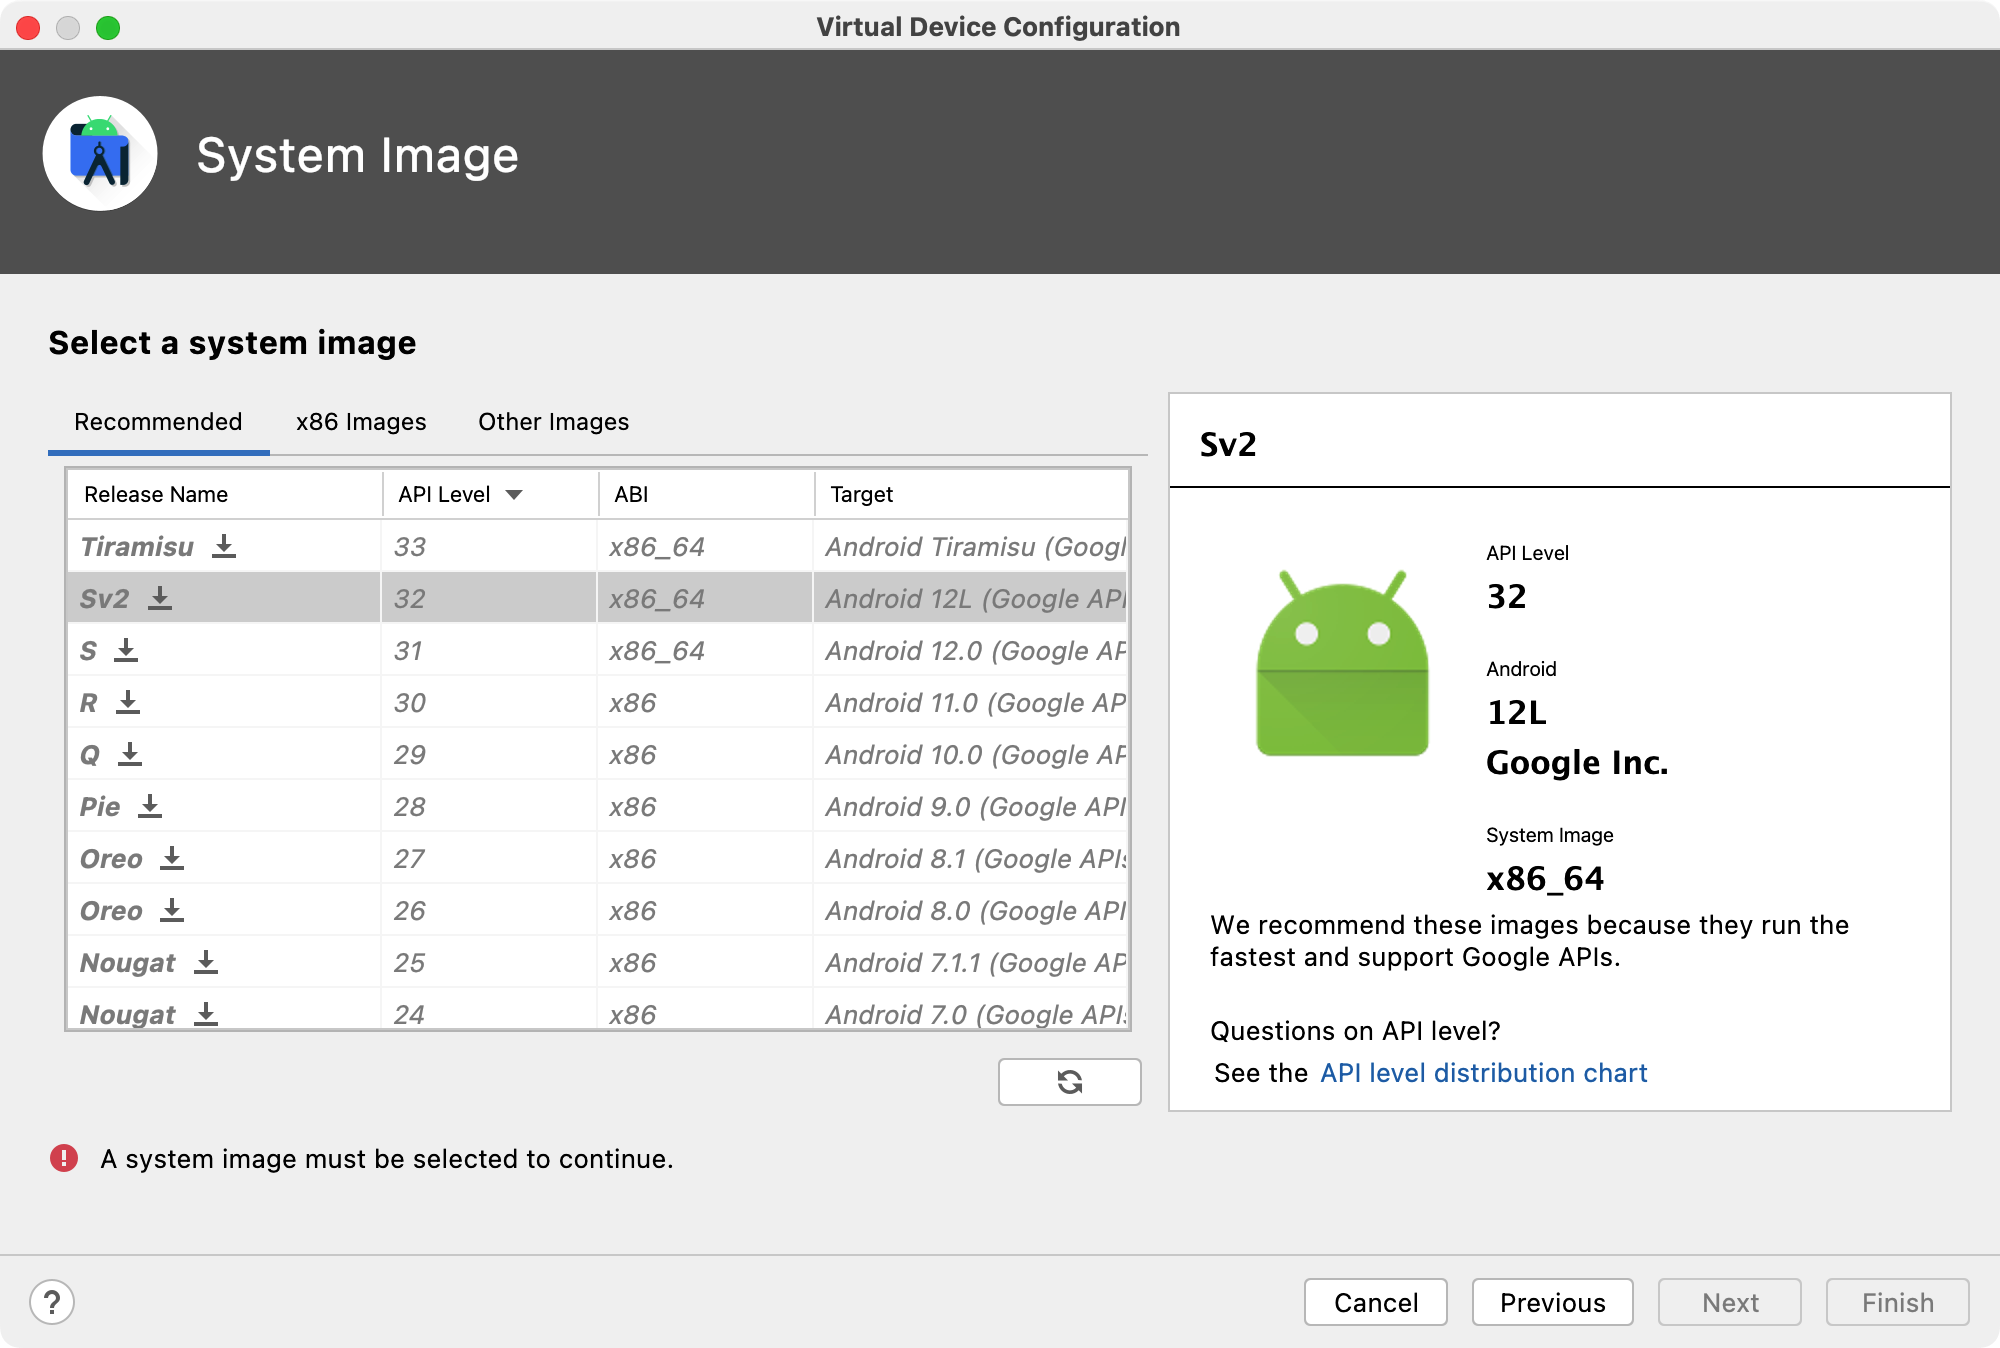 Virtual Device Configuration
System Image
Select a system image
Recommended x86 Images Other Images
Release Name API Level ABI Target
Tiramisu 33 x86_64 Android Tiramisu (Googl
Sv2 32 x86_64 Android 12L (Google API
S 31 x86_64 Android 12.0 (Google AP
R 30 x86 Android 11.0 (Google AP
Q 29 x86 Android 10.0 (Google AP
Pie 28 x86 Android 9.0 (Google API
Oreo 27 x86 Android 8.1 (Google APIs
Oreo 26 x86 Android 8.0 (Google API
Nougat 25 x86 Android 7.1.1 (Google AP
Nougat 24 x86 Android 7.0 (Google APIs
Sv2
API Level
32
Android
12L
Google Inc.
System Image
x86_64
We recommend these images because they run the
fastest and support Google APIs.
Questions on API level?
See the API level distribution chart
! A system image must be selected to continue.
? Cancel Previous Next Finish